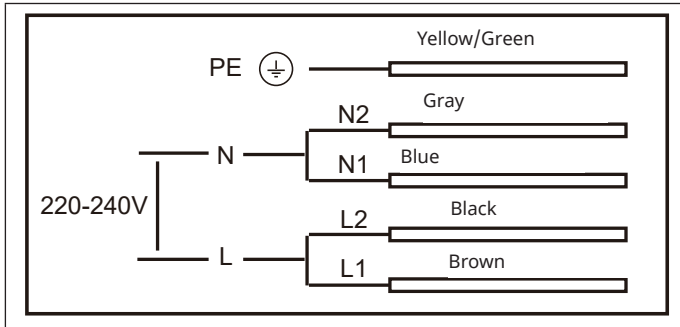 Yellow/Green
PE
Gray
N2
N
Blue
N1
220-240V
Black
L2
L
Brown
L1